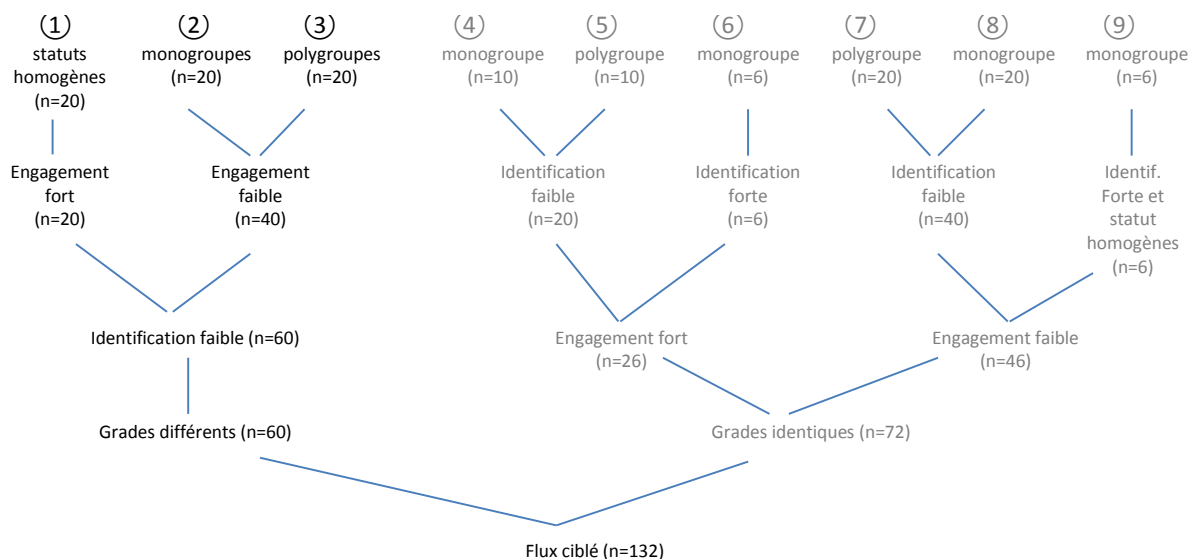 ① ② ③ ④ ⑤ ⑥ ⑦ ⑧ ⑨
statuts
homogènes
(n=20)
monogroupes
(n=20)
polygroupes
(n=20)
monogroupe
(n=10)
polygroupe
(n=10)
monogroupe
(n=6)
polygroupe
(n=20)
monogroupe
(n=20)
monogroupe
(n=6)
Engagement
fort
(n=20)
Engagement
faible
(n=40)
Identification
faible
(n=20)
Identification
forte
(n=6)
Identification
faible
(n=40)
Identif.
Forte et
statut
homogènes
(n=6)
Identification faible (n=60)
Engagement fort
(n=26)
Engagement faible
(n=46)
Grades différents (n=60)
Grades identiques (n=72)
Flux ciblé (n=132)